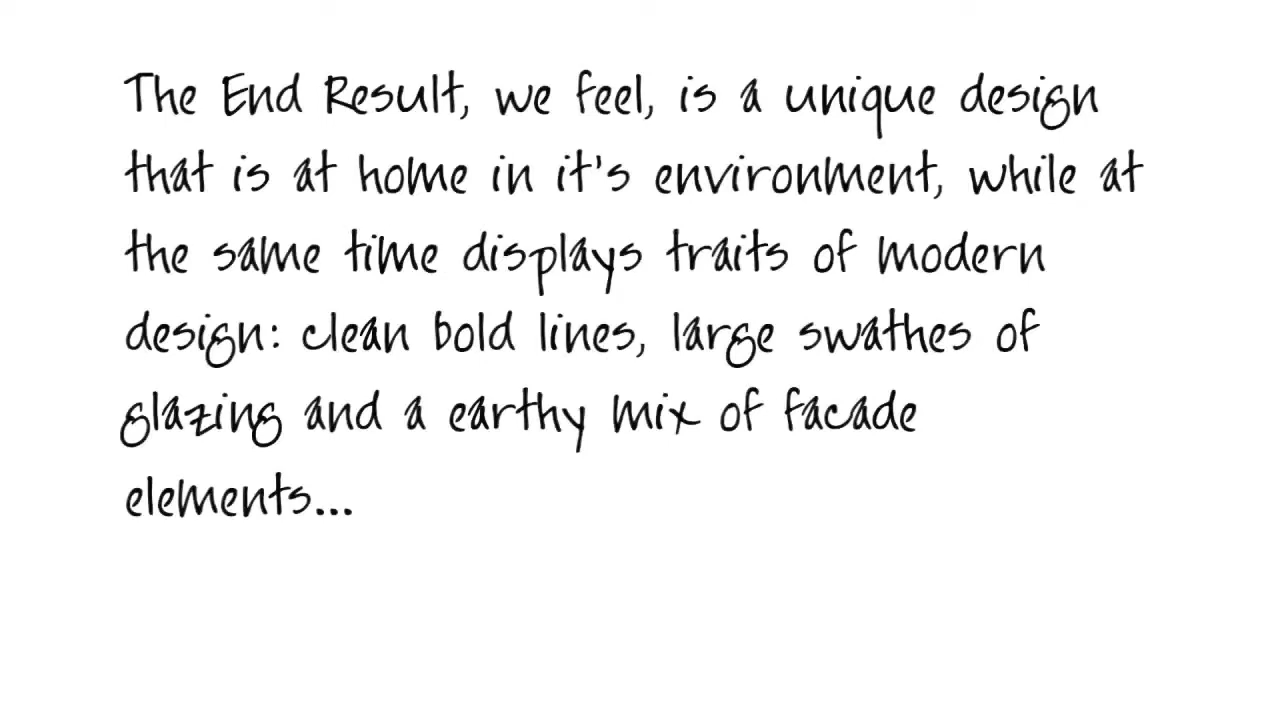 The End Result, we feel, is a unique design
that is at home in it's environment, while at
the same time displays traits of modern
design: clean bold lines, large swathes of
glazing and a earthy mix of facade
elements...